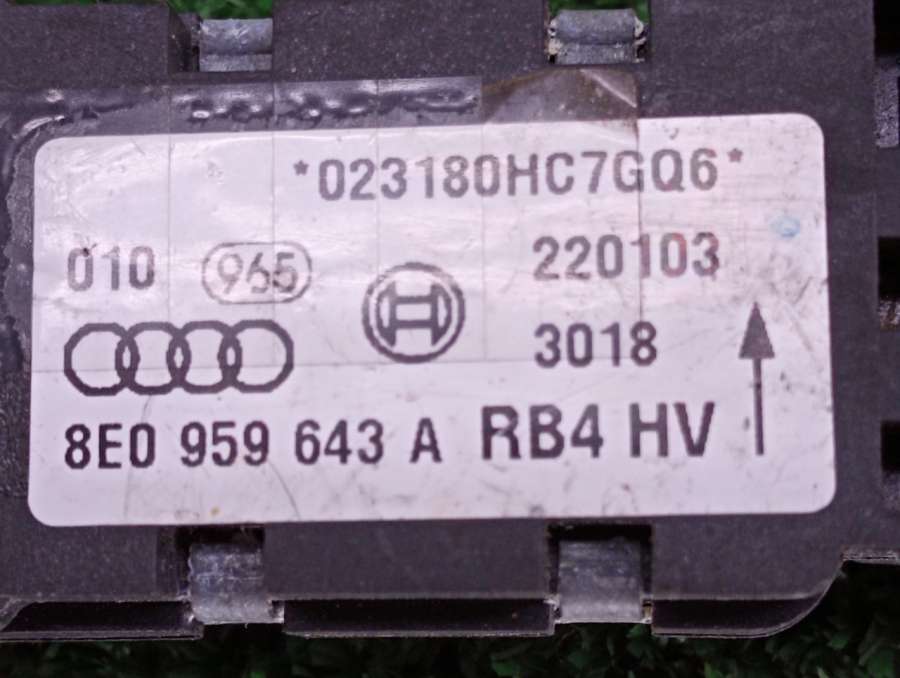 *023180HC7GQ6*
010 965 220103
3018
8E0 959 643 A RB4 HV